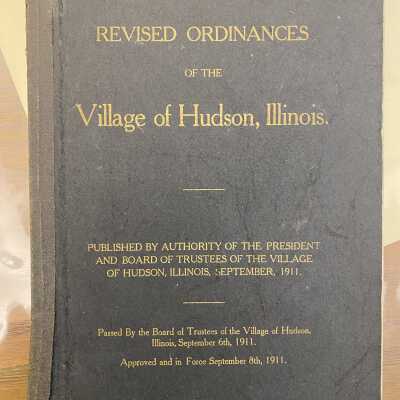 REVISED ORDINANCES
OF THE
Village of Hudson, Illinois.
PUBLISHED BY AUTHORITY OF THE PRESIDENT
AND BOARD OF TRUSTEES OF THE VILLAGE
OF HUDSON, ILLINOIS, SEPTEMBER, 1911.
Passed By the Board of Trustees of the Village of Hudson,
Illinois, September 6th, 1911.
Approved and in Force September 8th, 1911.